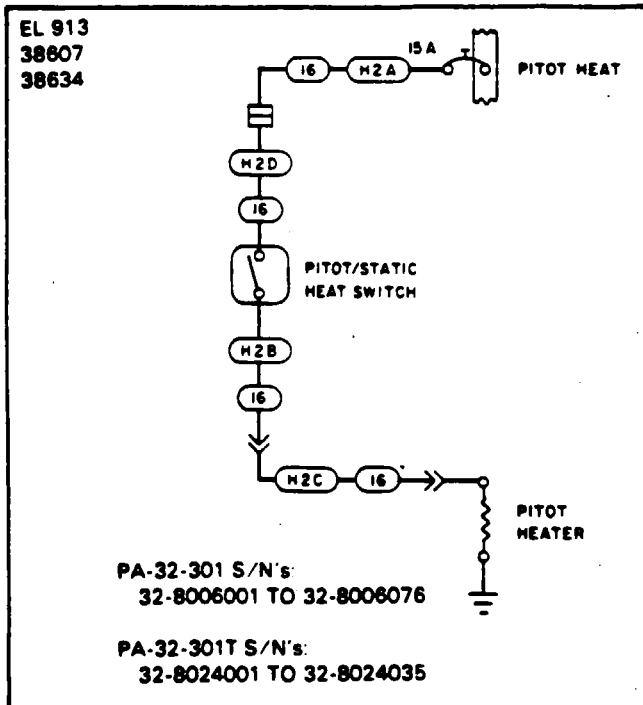 EL 913
38607
38634
15 A
16
H2A
PITOT HEAT
H2D
16
PITOT/STATIC
HEAT SWITCH
H2B
16
H2C
16
PITOT
HEATER
PA-32-301 S/N's:
32-8006001 TO 32-8006076
PA-32-301T S/N's:
32-8024001 TO 32-8024035